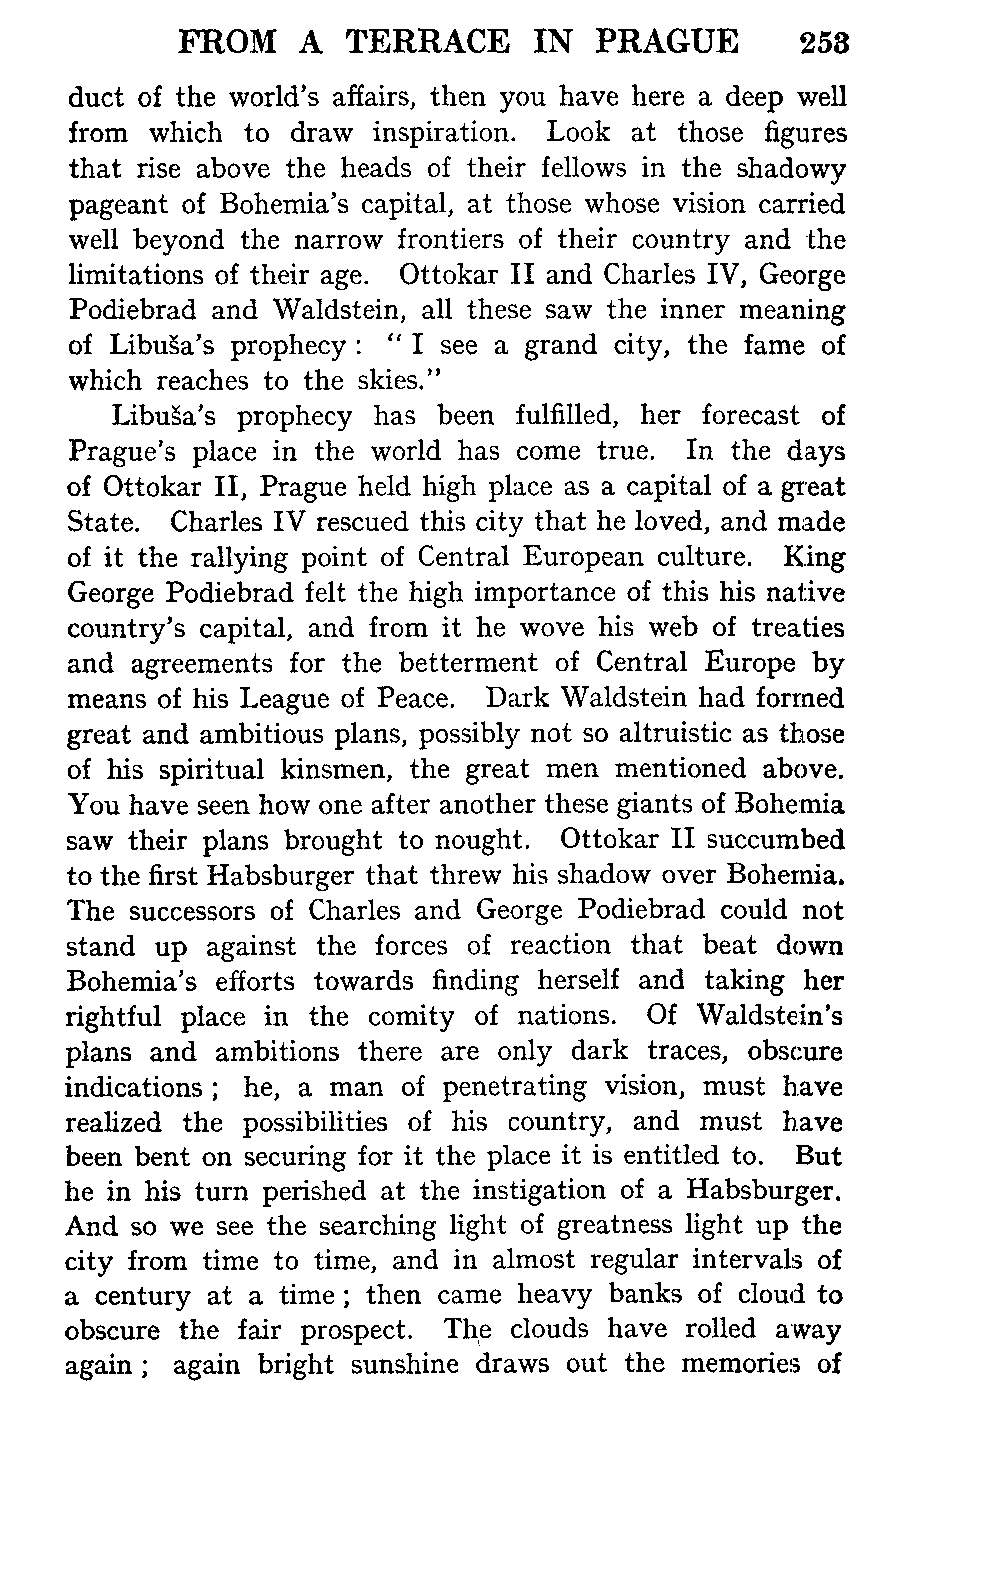 FROM A TERRACE IN PRAGUE 253
duct of the world's affairs, then you have here a deep well
from which to draw inspiration. Look at those figures
that rise above the heads of their fellows in the shadowy
pageant of Bohemia's capital, at those whose vision carried
well beyond the narrow frontiers of their country and the
limitations of their age. Ottokar II and Charles IV, George
Podiebrad and Waldstein, all these saw the inner meaning
of Libuša's prophecy : " I see a grand city, the fame of
which reaches to the skies."
Libuša's prophecy has been fulfilled, her forecast of
Prague's place in the world has come true. In the days
of Ottokar II, Prague held high place as a capital of a great
State. Charles IV rescued this city that he loved, and made
of it the rallying point of Central European culture. King
George Podiebrad felt the high importance of this his native
country's capital, and from it he wove his web of treaties
and agreements for the betterment of Central Europe by
means of his League of Peace. Dark Waldstein had formed
great and ambitious plans, possibly not so altruistic as those
of his spiritual kinsmen, the great men mentioned above.
You have seen how one after another these giants of Bohemia
saw their plans brought to nought. Ottokar II succumbed
to the first Habsburger that threw his shadow over Bohemia.
The successors of Charles and George Podiebrad could not
stand up against the forces of reaction that beat down
Bohemia's efforts towards finding herself and taking her
rightful place in the comity of nations. Of Waldstein's
plans and ambitions there are only dark traces, obscure
indications ; he, a man of penetrating vision, must have
realized the possibilities of his country, and must have
been bent on securing for it the place it is entitled to. But
he in his turn perished at the instigation of a Habsburger.
And so we see the searching light of greatness light up the
city from time to time, and in almost regular intervals of
a century at a time ; then came heavy banks of cloud to
obscure the fair prospect. The clouds have rolled away
again ; again bright sunshine draws out the memories of